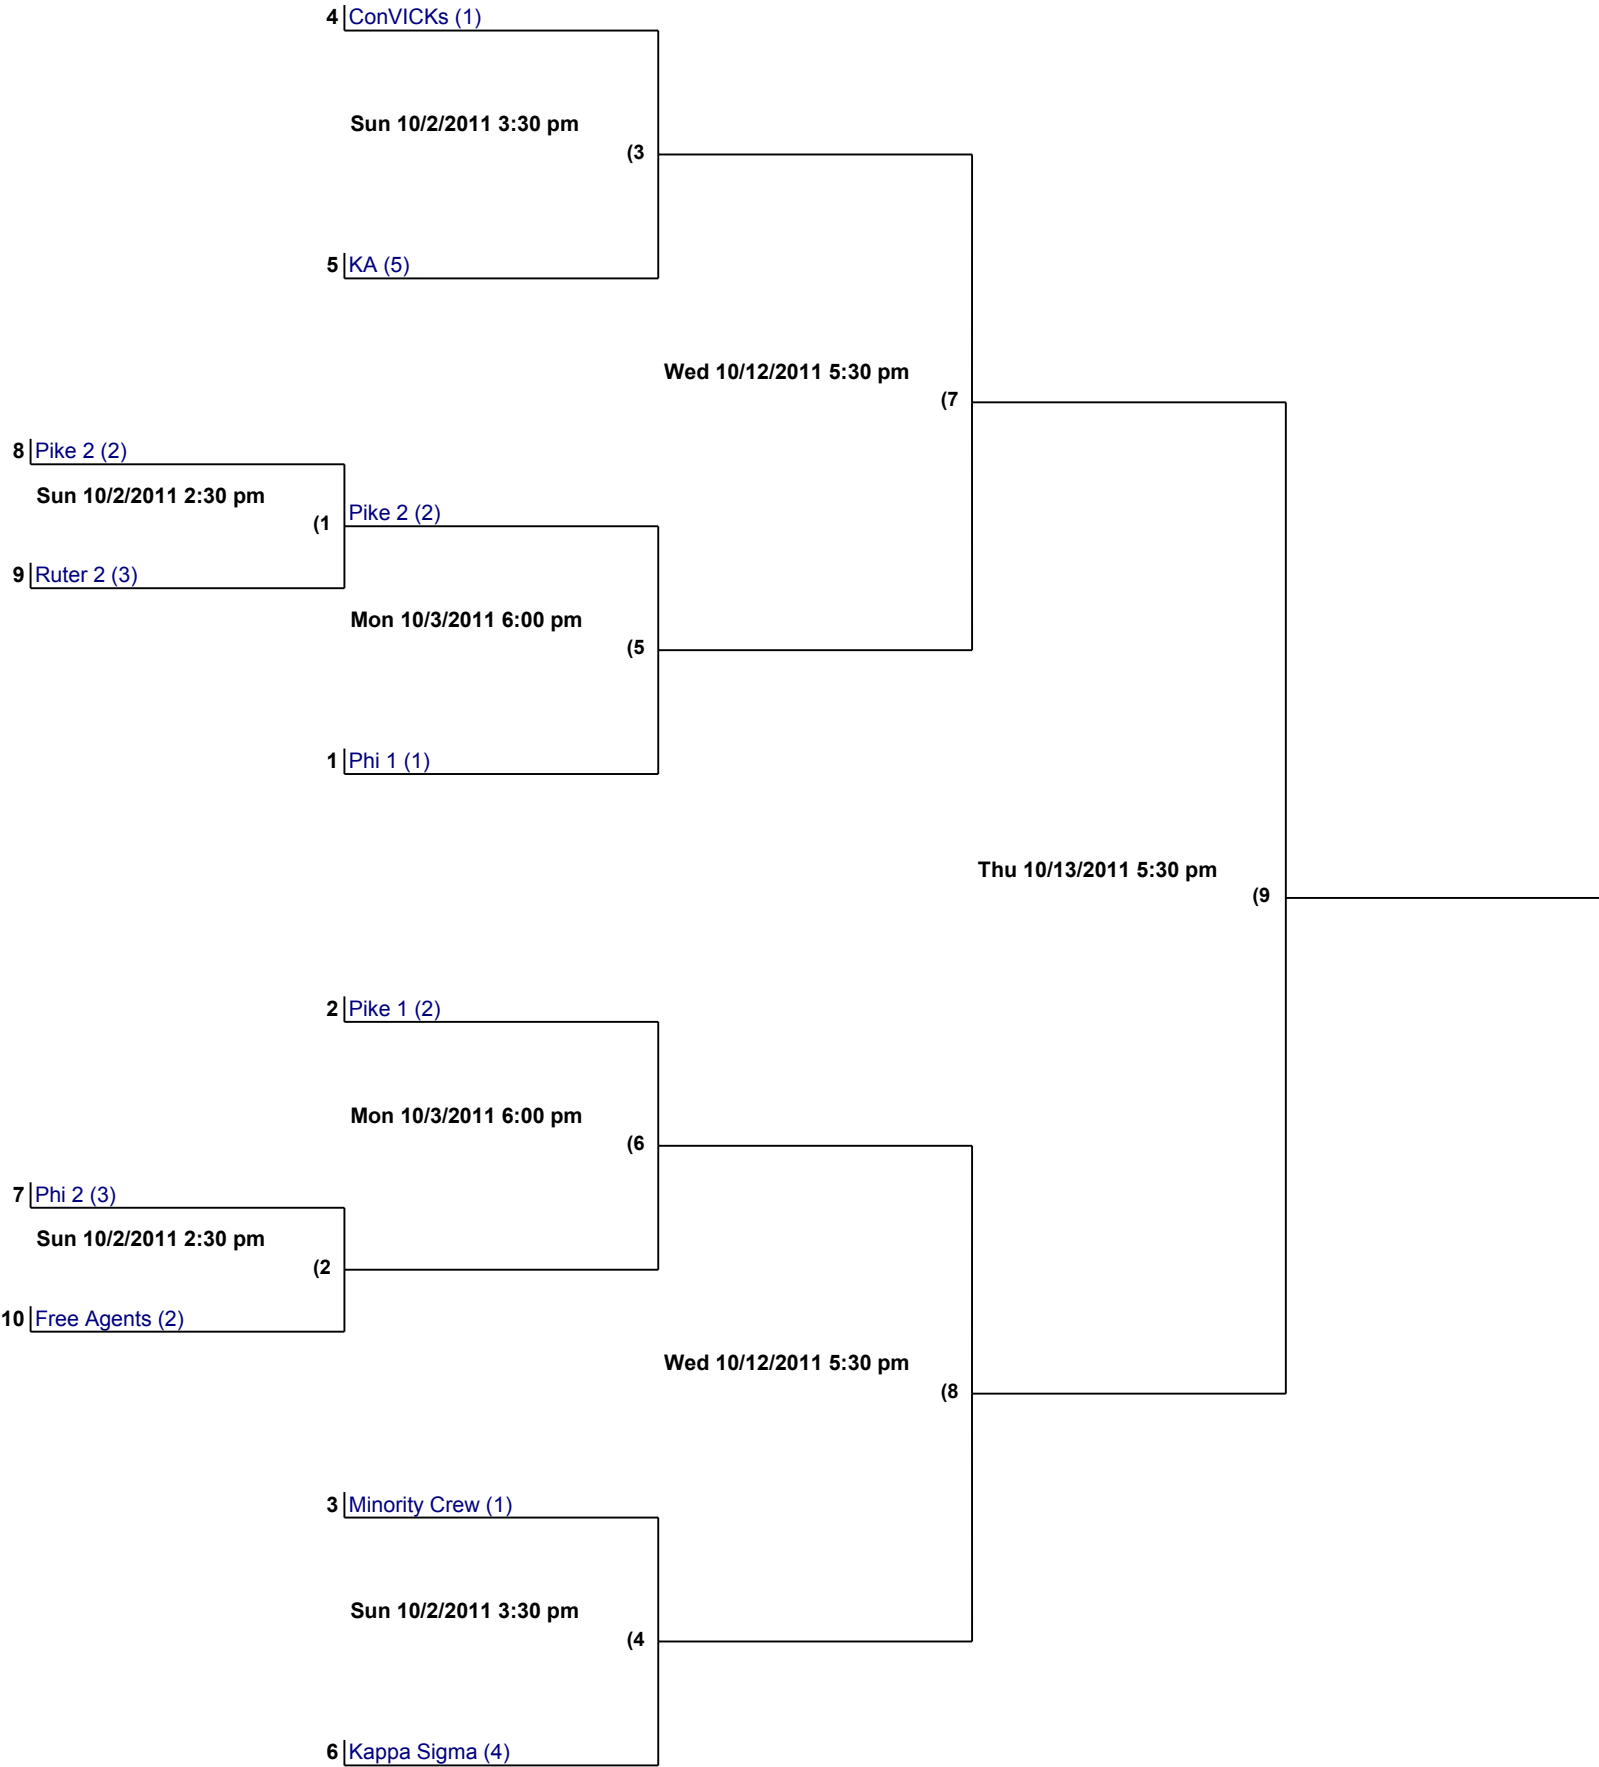 4 ConVICKs (1)
Sun 10/2/2011 3:30 pm
(3
5 KA (5)
Wed 10/12/2011 5:30 pm
(7
8 Pike 2 (2)
Sun 10/2/2011 2:30 pm
(1
Pike 2 (2)
9 Ruter 2 (3)
Mon 10/3/2011 6:00 pm
(5
1 Phi 1 (1)
Thu 10/13/2011 5:30 pm
(9
2 Pike 1 (2)
Mon 10/3/2011 6:00 pm
(6
7 Phi 2 (3)
Sun 10/2/2011 2:30 pm
(2
10 Free Agents (2)
Wed 10/12/2011 5:30 pm
(8
3 Minority Crew (1)
Sun 10/2/2011 3:30 pm
(4
6 Kappa Sigma (4)